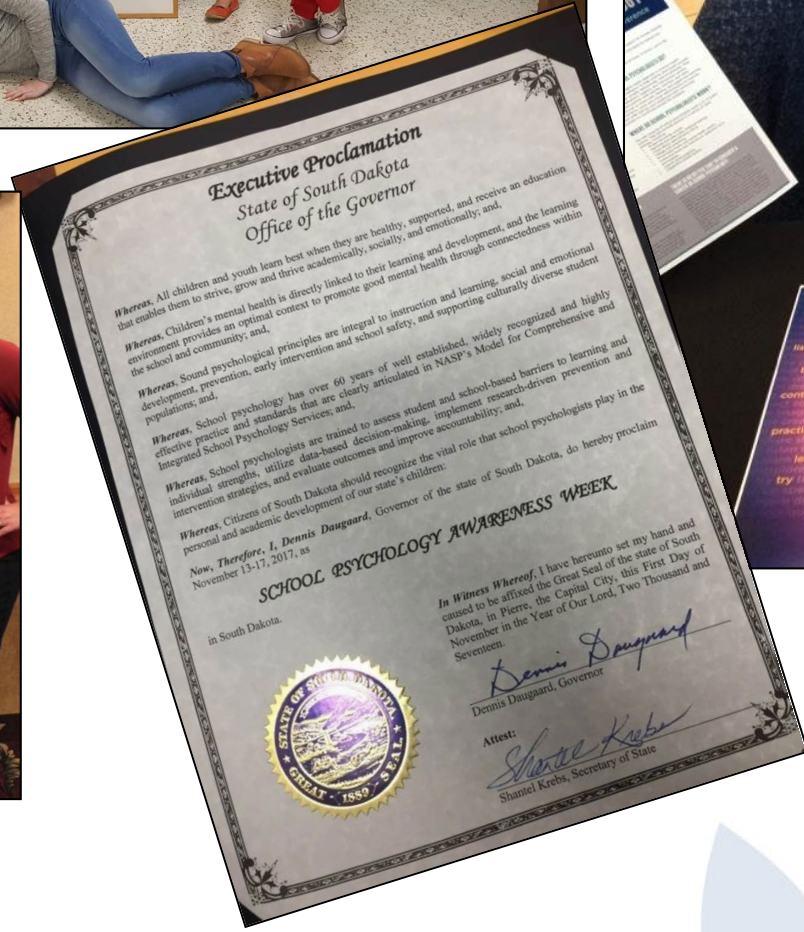 Executive Proclamation
State of South Dakota
Office of the Governor
Whereas, All children and youth learn best when they are healthy, supported, and receive an education
that enables them to strive, grow and thrive academically, socially, and emotionally; and,
Whereas, Children's mental health is directly linked to their learning and development, and the learning
environment provides an optimal context to promote good mental health through connectedness within
the school and community; and,
Whereas, Sound psychological principles are integral to instruction and learning, social and emotional
development, prevention, early intervention and school safety, and supporting culturally diverse student
populations; and,
Whereas, School psychology has over 60 years of well established, widely recognized and highly
effective practice and standards that are clearly articulated in NASP's Model for Comprehensive and
Integrated School Psychology Services; and,
Whereas, School psychologists are trained to assess student and school-based barriers to learning and
individual strengths, utilize data-based decision-making, implement research-driven prevention and
intervention strategies, and evaluate outcomes and improve accountability; and,
Whereas, Citizens of South Dakota should recognize the vital role that school psychologists play in the
personal and academic development of our state's children:
Now, Therefore, I, Dennis Daugaard, Governor of the state of South Dakota, do hereby proclaim
November 13-17, 2017, as
SCHOOL PSYCHOLOGY AWARENESS WEEK
in South Dakota.
In Witness Whereof, I have hereunto set my hand and
caused to be affixed the Great Seal of the state of South
Dakota, in Pierre, the Capital City, this First Day of
November in the Year of Our Lord, Two Thousand and
Seventeen.
Dennis Daugaard
Dennis Daugaard, Governor
Attest:
Shantel Krebs
Shantel Krebs, Secretary of State
STATE OF SOUTH DAKOTA
GREAT 1889 SEAL
WHERE DO SCHOOL PSYCHOLOGISTS WORK?
try